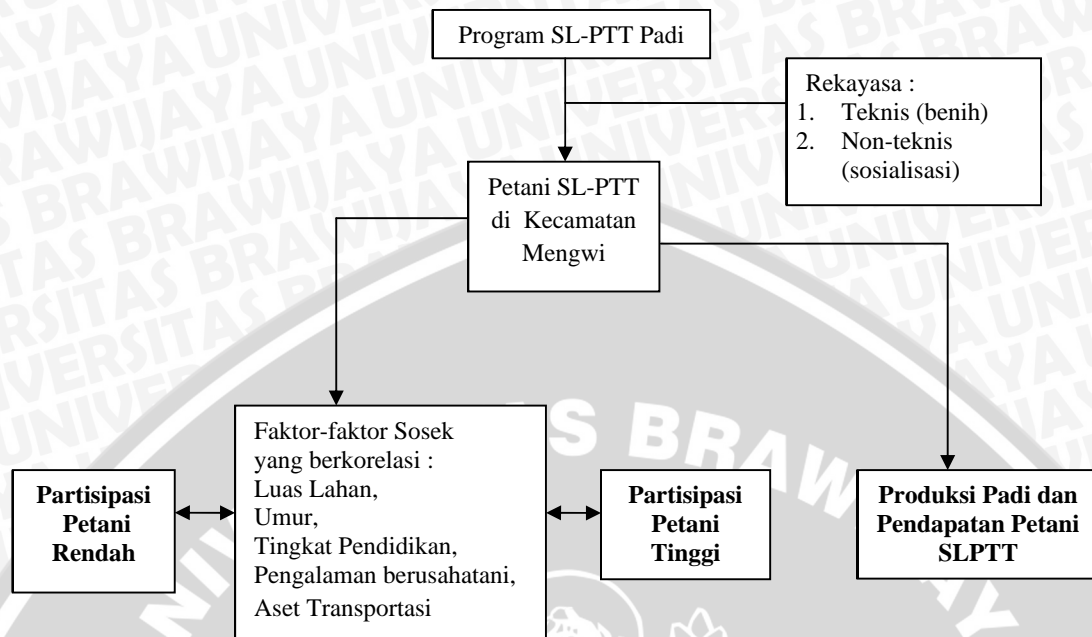 Program SL-PTT Padi
Rekayasa :
1. Teknis (benih)
2. Non-teknis
(sosialisasi)
Petani SL-PTT
di Kecamatan
Mengwi
Faktor-faktor Sosek
yang berkorelasi :
Luas Lahan,
Umur,
Tingkat Pendidikan,
Pengalaman berusahatani,
Aset Transportasi
Partisipasi
Petani
Rendah
Partisipasi
Petani
Tinggi
Produksi Padi dan
Pendapatan Petani
SLPTT